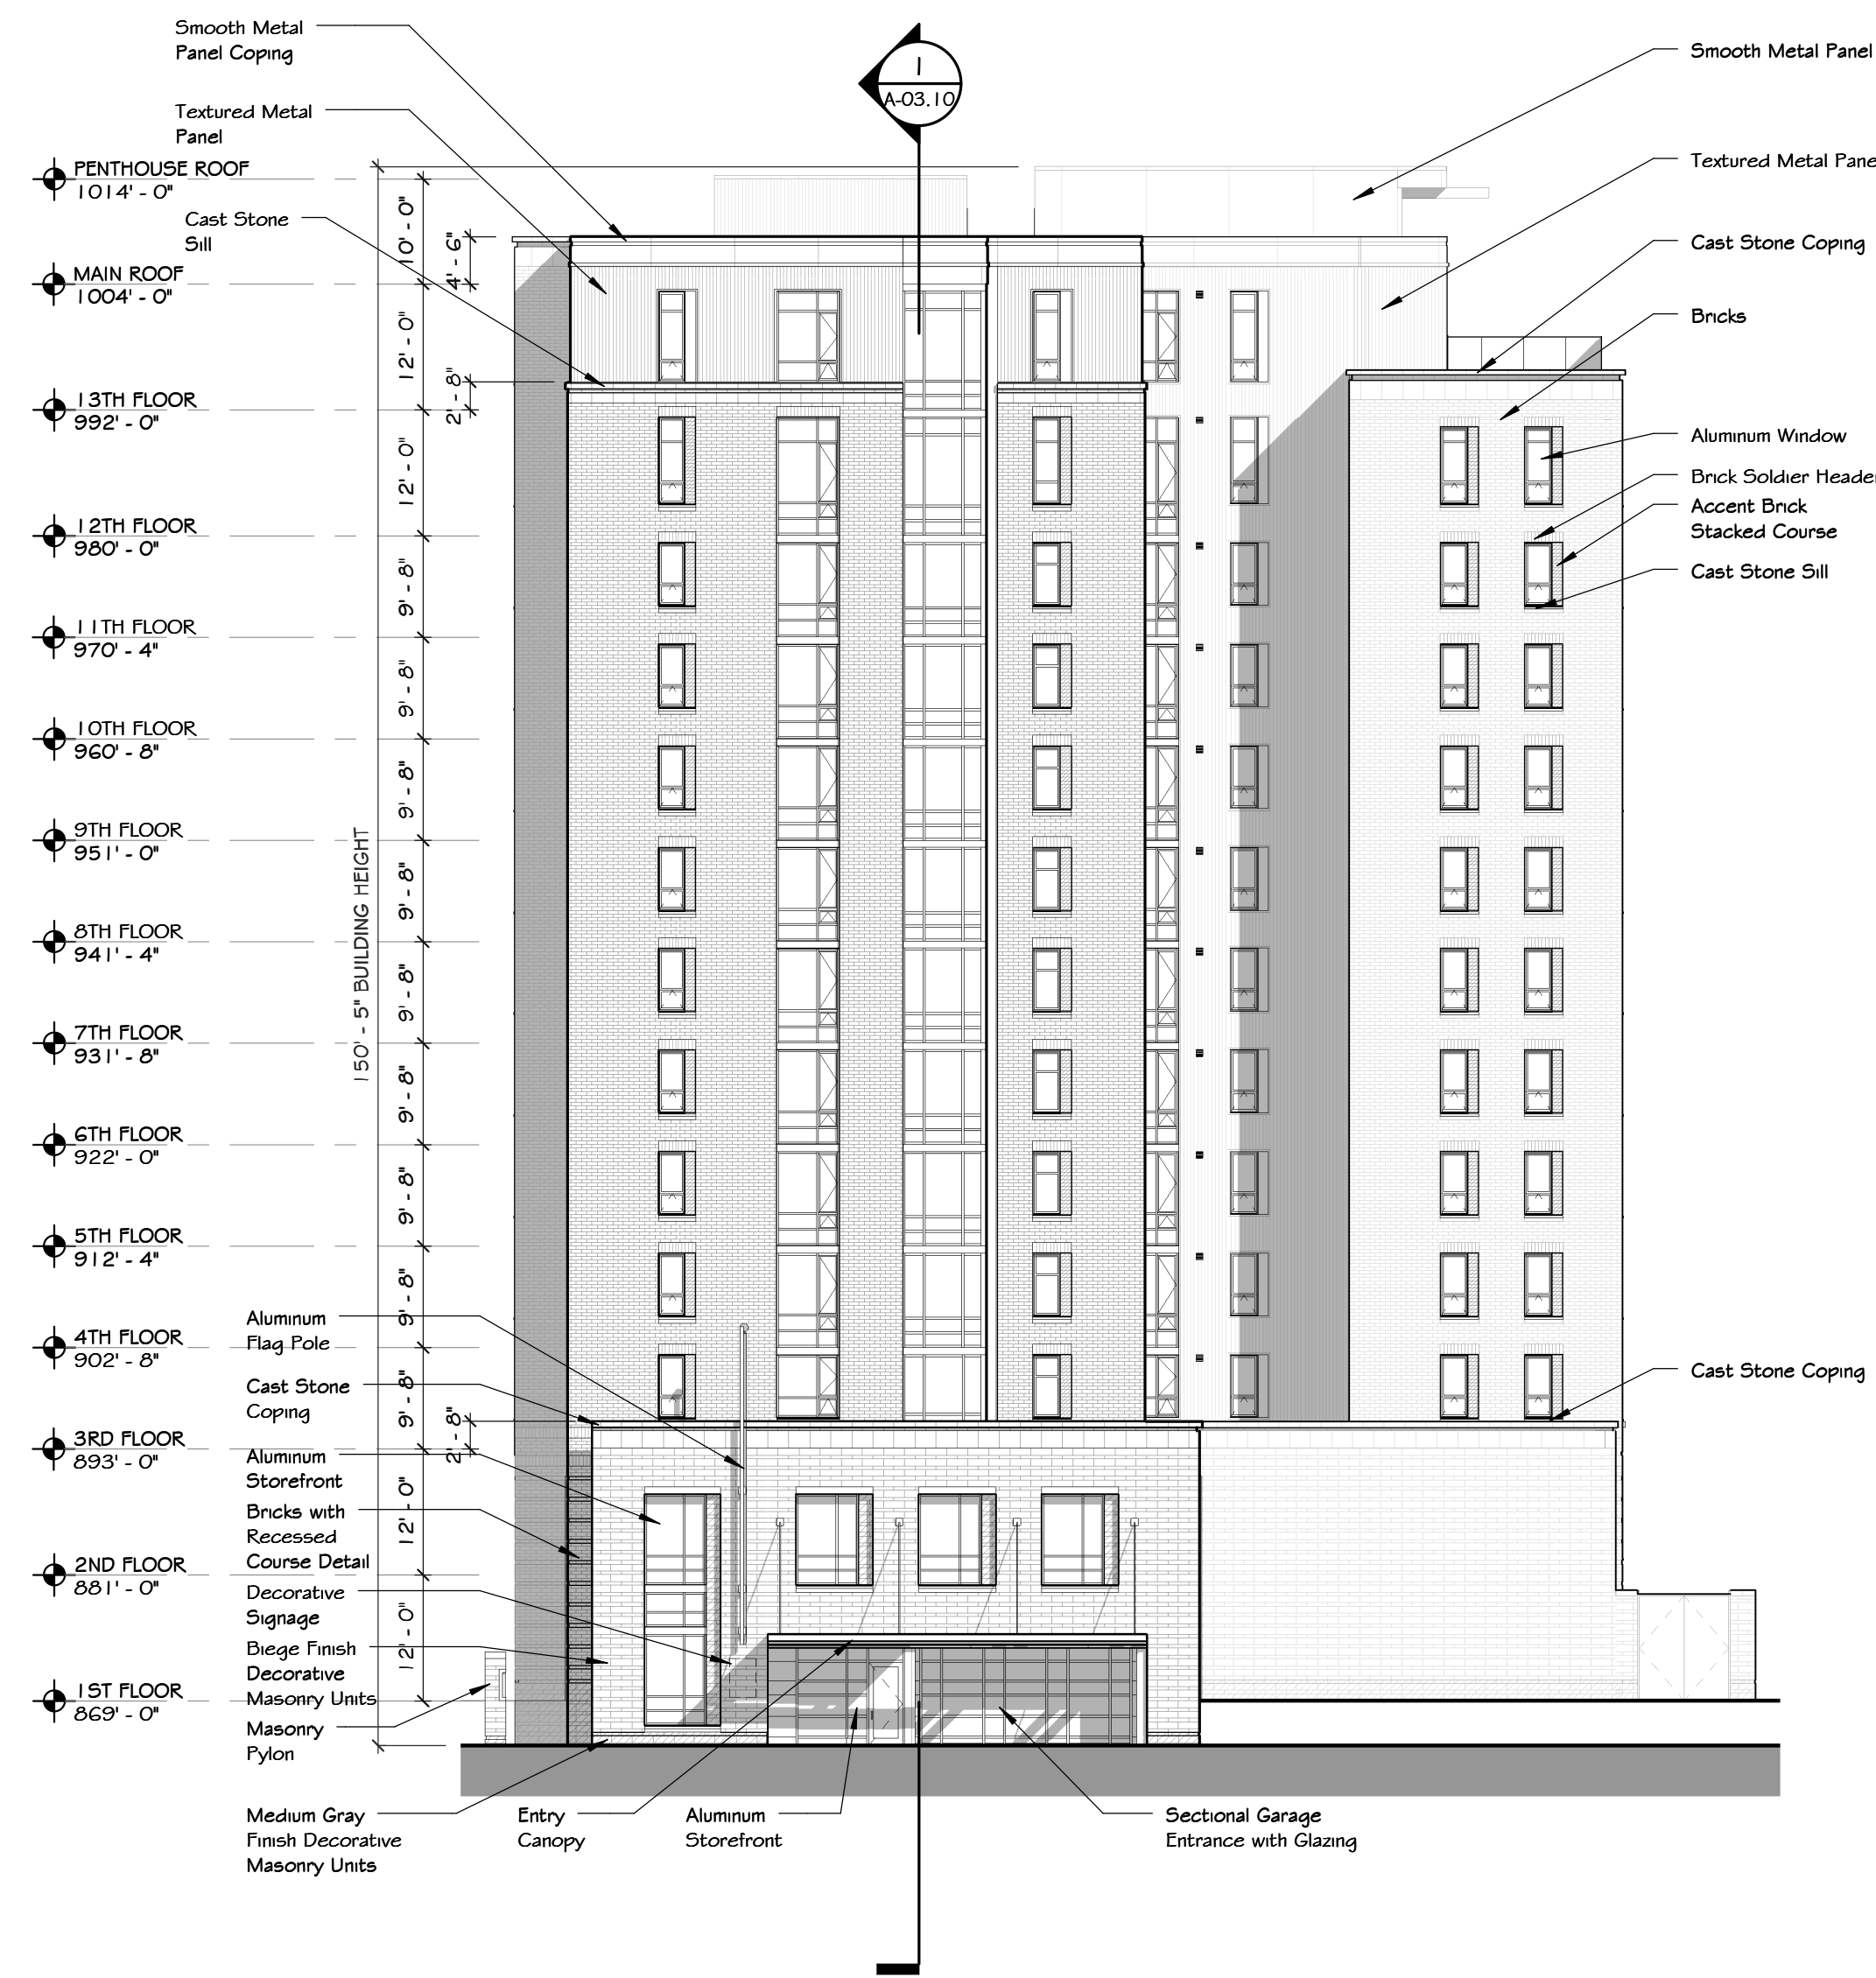 Smooth Metal
Panel Coping
Textured Metal
Panel
Cast Stone
Sill
1
A-03.10
Smooth Metal Panel
Textured Metal Pane
Cast Stone Coping
Bricks
Aluminum Window
Brick Soldier Header
Accent Brick
Stacked Course
Cast Stone Sill
Cast Stone Coping
PENTHOUSE ROOF
1014' - 0"
MAIN ROOF
1004' - 0"
13TH FLOOR
992' - 0"
12TH FLOOR
980' - 0"
11TH FLOOR
970' - 4"
10TH FLOOR
960' - 8"
9TH FLOOR
951' - 0"
8TH FLOOR
941' - 4"
7TH FLOOR
931' - 8"
6TH FLOOR
922' - 0"
5TH FLOOR
912' - 4"
4TH FLOOR
902' - 8"
3RD FLOOR
893' - 0"
2ND FLOOR
881' - 0"
1ST FLOOR
869' - 0"
150' - 5" BUILDING HEIGHT
10' - 0"
12' - 0"
12' - 0"
9' - 8"
9' - 8"
9' - 8"
9' - 8"
9' - 8"
9' - 8"
9' - 8"
9' - 8"
9' - 8"
12' - 0"
12' - 0"
4' - 6"
2' - 8"
2' - 8"
Aluminum
Flag Pole
Cast Stone
Coping
Aluminum
Storefront
Bricks with
Recessed
Course Detail
Decorative
Signage
Biege Finish
Decorative
Masonry Units
Masonry
Pylon
Medium Gray
Finish Decorative
Masonry Units
Entry
Canopy
Aluminum
Storefront
Sectional Garage
Entrance with Glazing